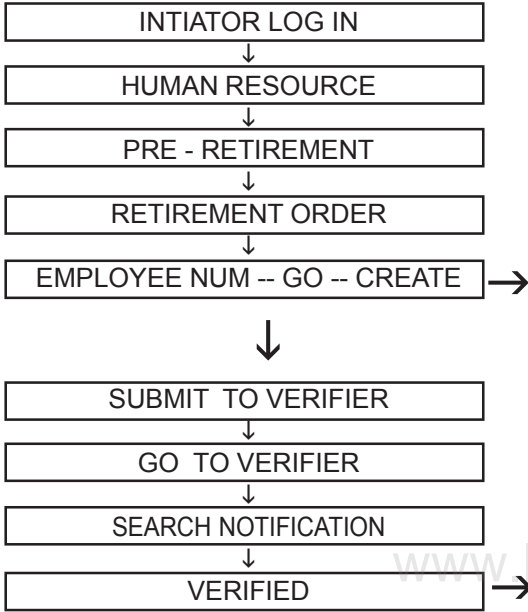 INTIATOR LOG IN
↓
HUMAN RESOURCE
↓
PRE - RETIREMENT
↓
RETIREMENT ORDER
↓
EMPLOYEE NUM -- GO -- CREATE →
↓
SUBMIT TO VERIFIER
↓
GO TO VERIFIER
↓
SEARCH NOTIFICATION
↓
www.
VERIFIED →